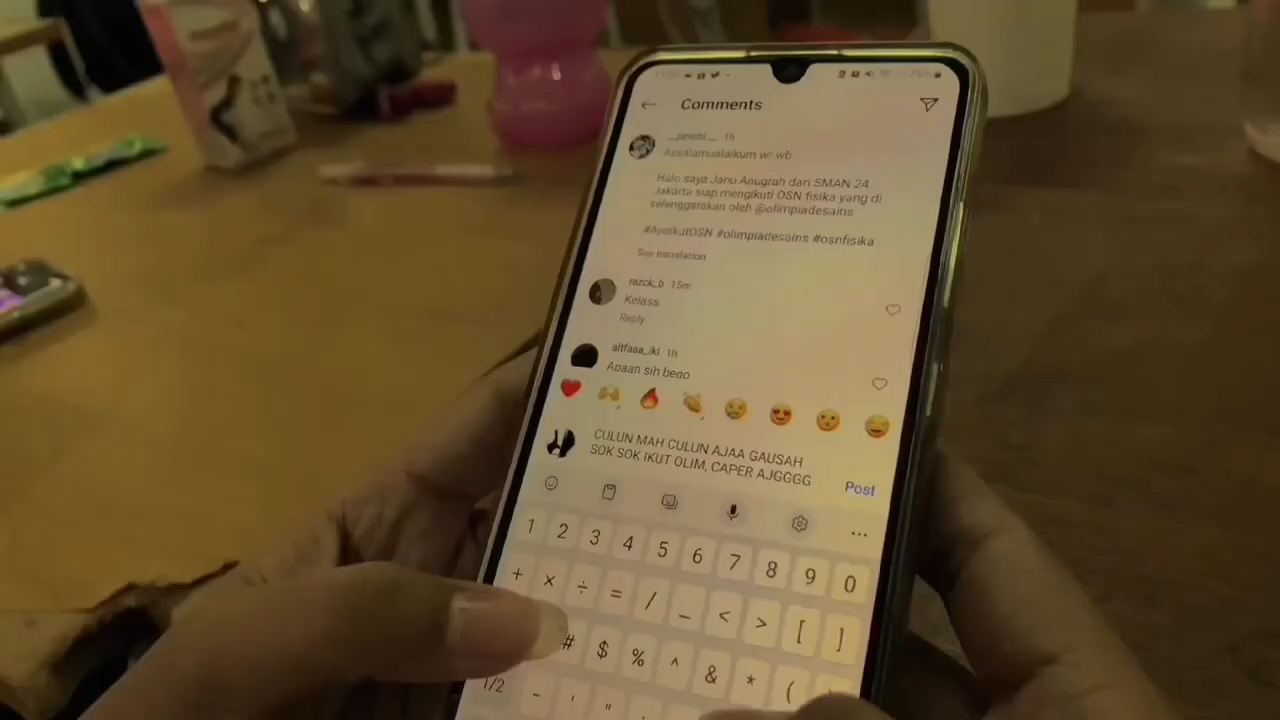 Comments
1h
Assalamualaikum wr wb
Halo saya Janu Anugrah dari SMAN 24
Jakarta siap mengikuti OSN fisika yang di
selenggarakan oleh @olimpiadesains
#AyoIkutOSN #olimpiadesains #osnfisika
See translation
razck_b 15m
Kelass
Reply
altfaaa_iki 1h
Apaan sih bego
CULUN MAH CULUN AJAA GAUSAH
SOK SOK IKUT OLIM, CAPER AJGGGG
Post
1 2 3 4 5 6 7 8 9 0
+ × ÷ = / _ < > [ ]
# $ % ^ & * (
1/2 - ' "